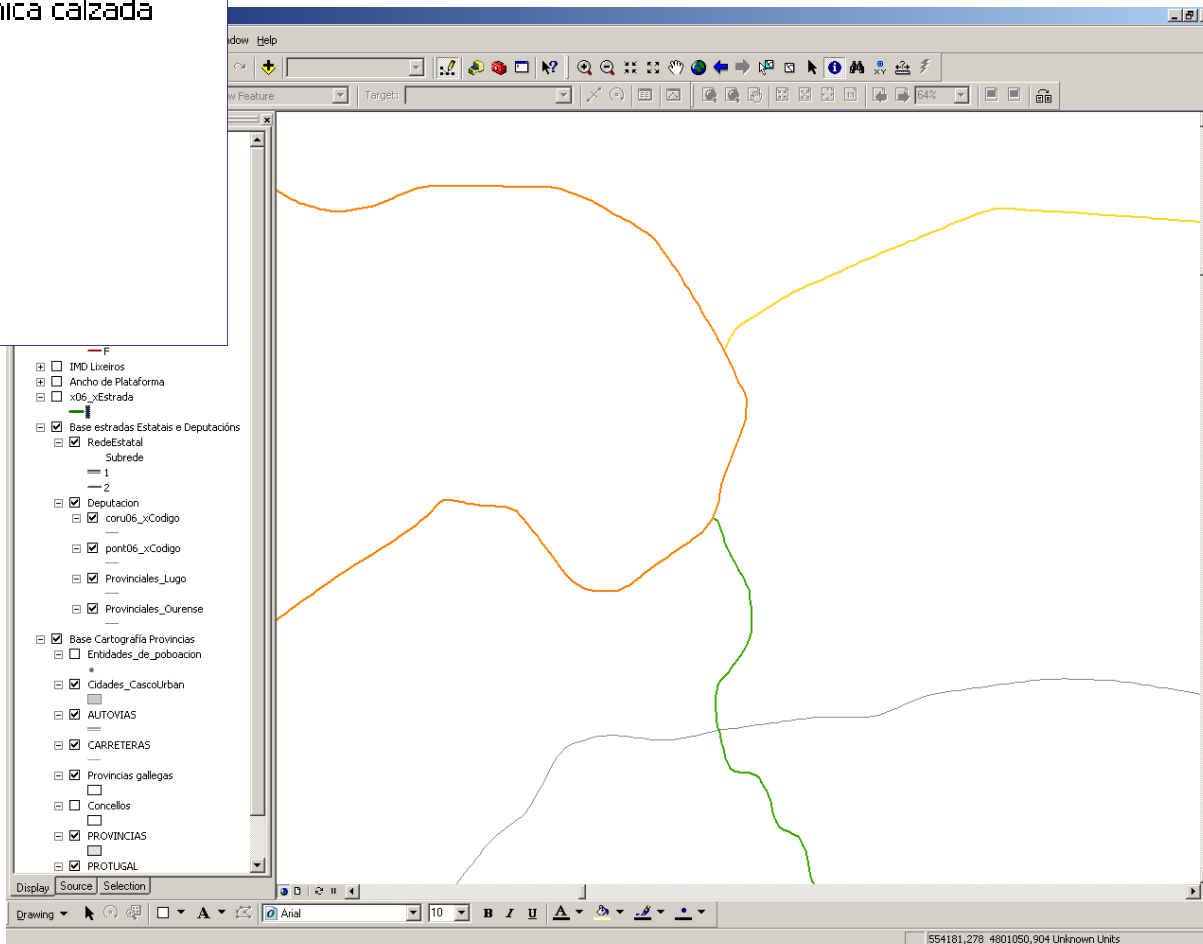 nica calzada
dow Help
w Feature
Target:
64%
F
IMD Lixeiros
Ancho de Plataforma
x06_xEstrada
Base estradas Estatais e Deputacións
RedeEstatal
Subrede
1
2
Deputacion
coru06_xCodigo
pont06_xCodigo
Provinciales_Lugo
Provinciales_Ourense
Base Cartografía Provincias
Entidades_de_poboacion
Cidades_CascoUrban
AUTOVIAS
CARRETERAS
Provincias gallegas
Concellos
PROVINCIAS
PROTUGAL
Display Source Selection
Drawing A Arial 10 B I U A
554181,278 4801050,904 Unknown Units